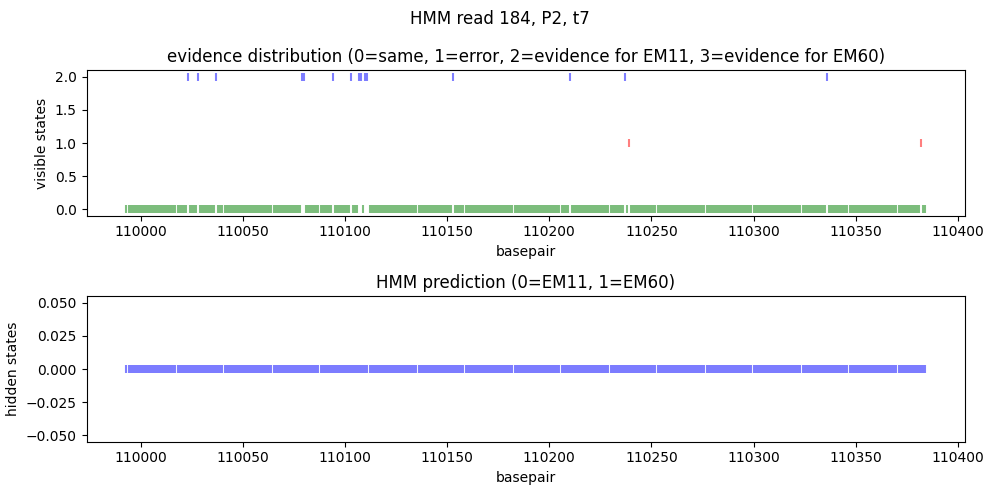 HMM read 184, P2, t7
evidence distribution (0=same, 1=error, 2=evidence for EM11, 3=evidence for EM60)
visible states
2.0
1.5
1.0
0.5
0.0
110000 110050 110100 110150 110200 110250 110300 110350 110400
basepair
HMM prediction (0=EM11, 1=EM60)
hidden states
0.050
0.025
0.000
−0.025
−0.050
110000 110050 110100 110150 110200 110250 110300 110350 110400
basepair